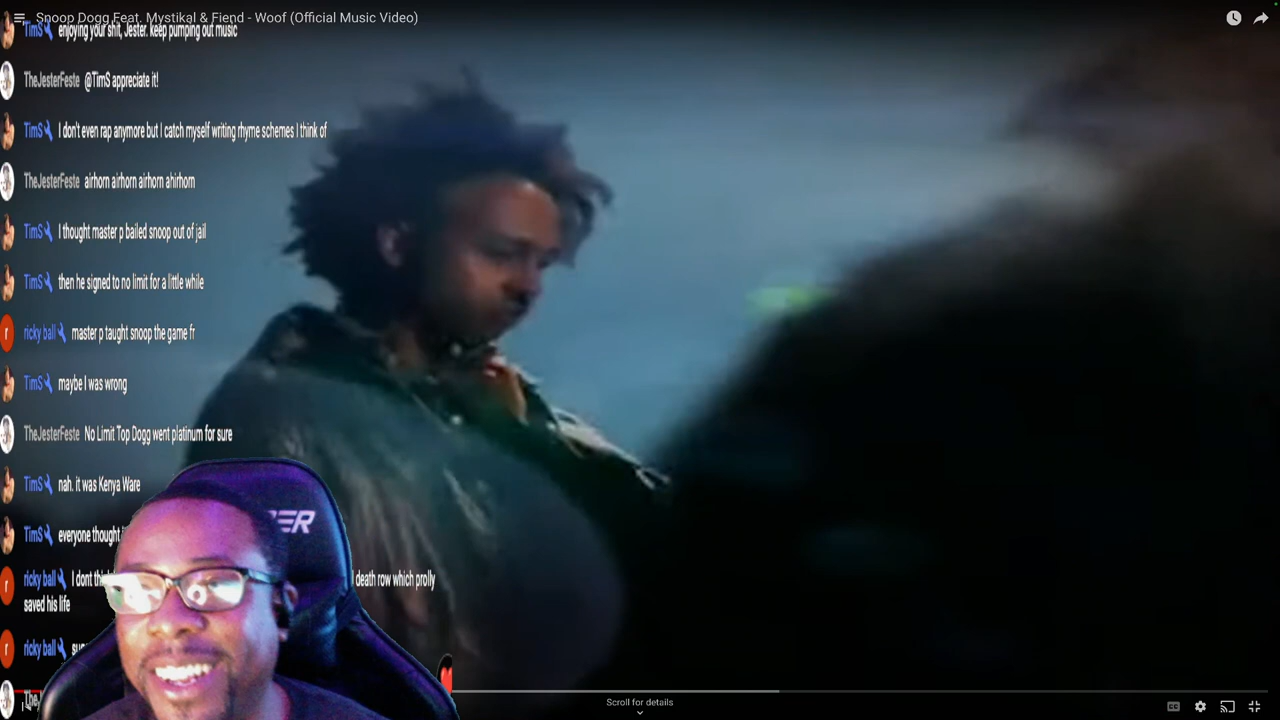 Snoop Dogg Feat. Mystikal & Fiend - Woof (Official Music Video)
TimS enjoying your shit, Jester. keep pumping out music
TheJesterFeste @TimS appreciate it!
TimS I don't even rap anymore but I catch myself writing rhyme schemes I think of
TheJesterFeste airhorn airhorn airhorn ahirhorn
TimS I thought master p bailed snoop out of jail
TimS then he signed to no limit for a little while
r ricky ball master p taught snoop the game fr
TimS maybe I was wrong
TheJesterFeste No Limit Top Dogg went platinum for sure
TimS nah. it was Kenya Ware
TimS everyone thought
r ricky ball I dont death row which prolly
saved his life
r ricky ball
Scroll for details
CC